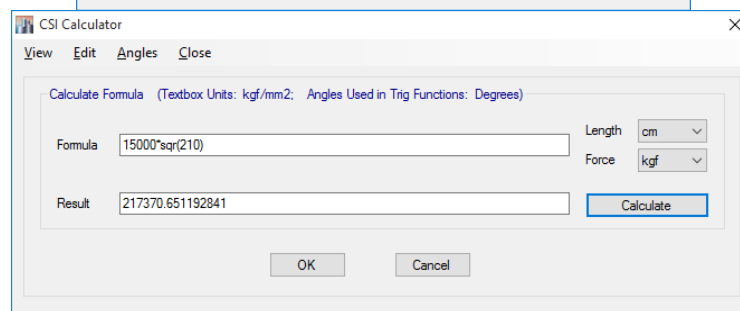 CSI Calculator
View Edit Angles Close
Calculate Formula (Textbox Units: kgf/mm2; Angles Used in Trig Functions: Degrees)
Length cm
Formula 15000*sqr(210)
Force kgf
Result 217370.651192841 Calculate
OK Cancel